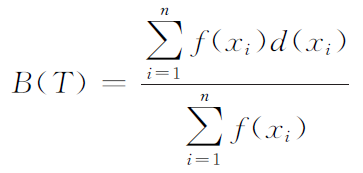 B(T) = \frac{\sum_{i=1}^{n} f(x_i)d(x_i)}{\sum_{i=1}^{n} f(x_i)}